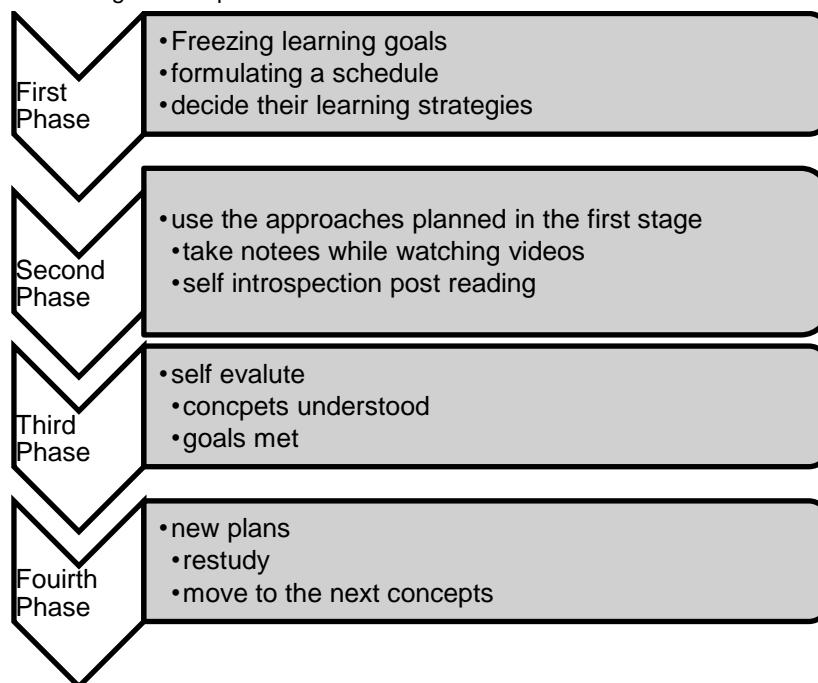 First
Phase
•Freezing learning goals
•formulating a schedule
•decide their learning strategies
Second
Phase
•use the approaches planned in the first stage
•take notees while watching videos
•self introspection post reading
Third
Phase
•self evalute
•concpets understood
•goals met
Fouirth
Phase
•new plans
•restudy
•move to the next concepts